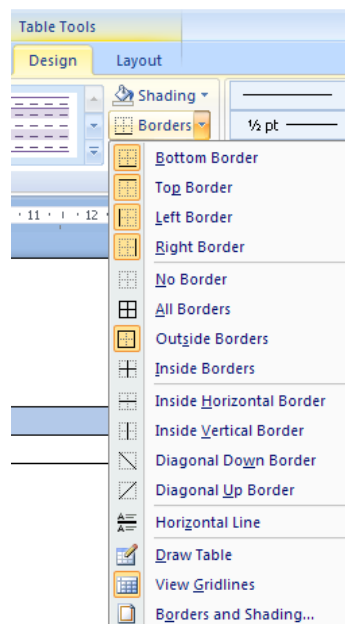 Table Tools
Design Layout
Shading
Borders ½ pt
Bottom Border
· 11 · ı · 12 · Top Border
Left Border
Right Border
No Border
All Borders
Outside Borders
Inside Borders
Inside Horizontal Border
Inside Vertical Border
Diagonal Down Border
Diagonal Up Border
Horizontal Line
Draw Table
View Gridlines
Borders and Shading...